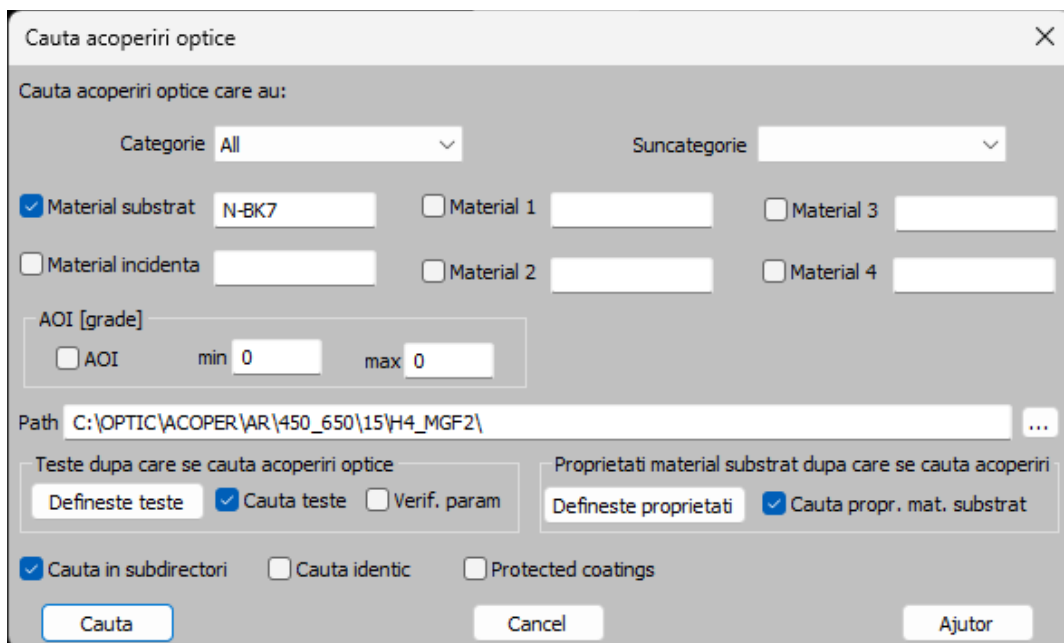 Cauta acoperiri optice
Cauta acoperiri optice care au:
Categorie All Suncategorie
Material substrat N-BK7 Material 1 Material 3
Material incidenta Material 2 Material 4
AOI [grade]
AOI min 0 max 0
Path C:\OPTIC\ACOPER\AR\450_650\15\H4_MGF2\ ...
Teste dupa care se cauta acoperiri optice Proprietati material substrat dupa care se cauta acoperiri
Defineste teste Cauta teste Verif. param Defineste proprietati Cauta propr. mat. substrat
Cauta in subdirectori Cauta identic Protected coatings
Cauta Cancel Ajutor